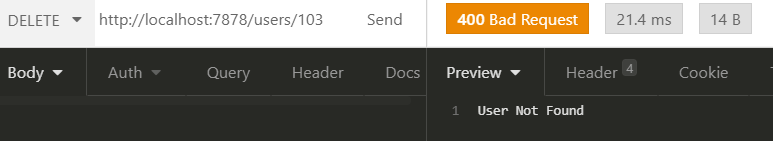 DELETE http://localhost:7878/users/103 Send 400 Bad Request 21.4 ms 14 B
Body Auth Query Header Docs Preview Header 4 Cookie
1 User Not Found